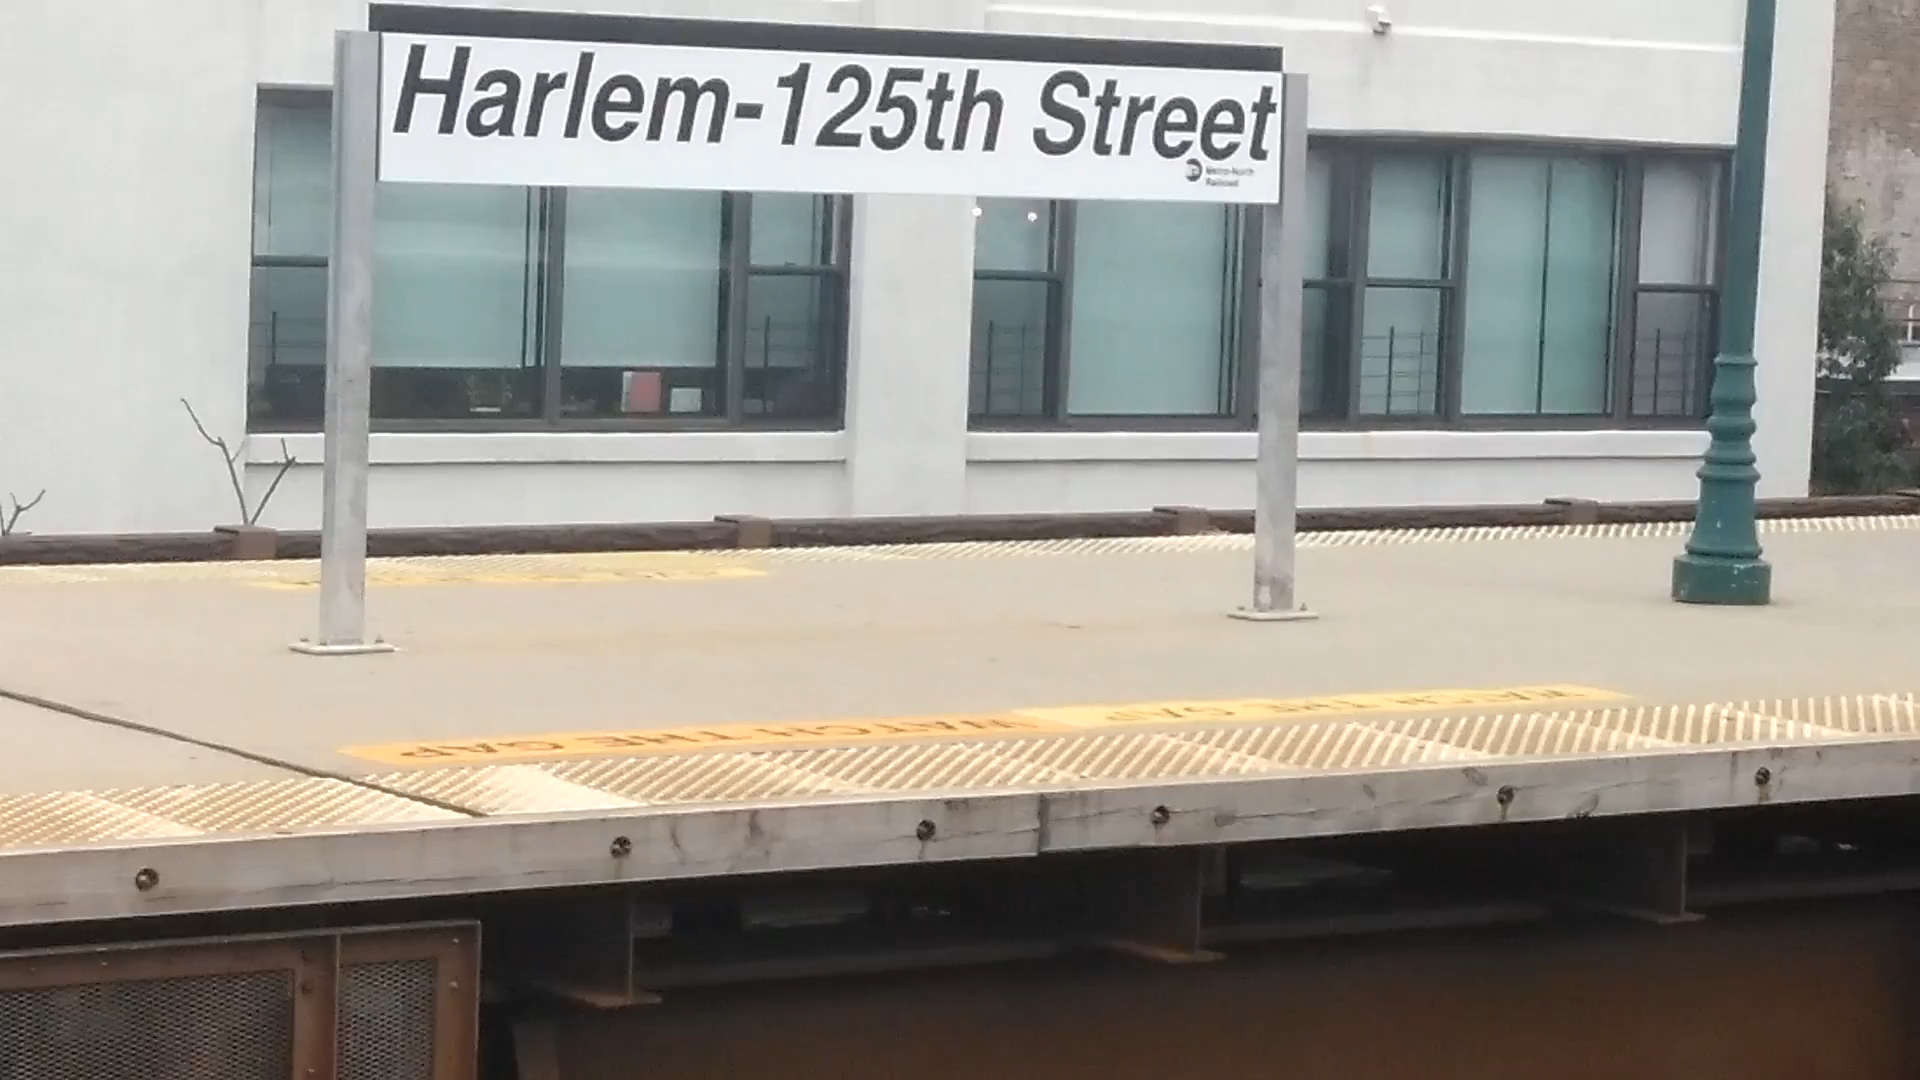 Harlem-125th Street
Metro-North
Railroad
WATCH THE GAP
WATCH THE GAP